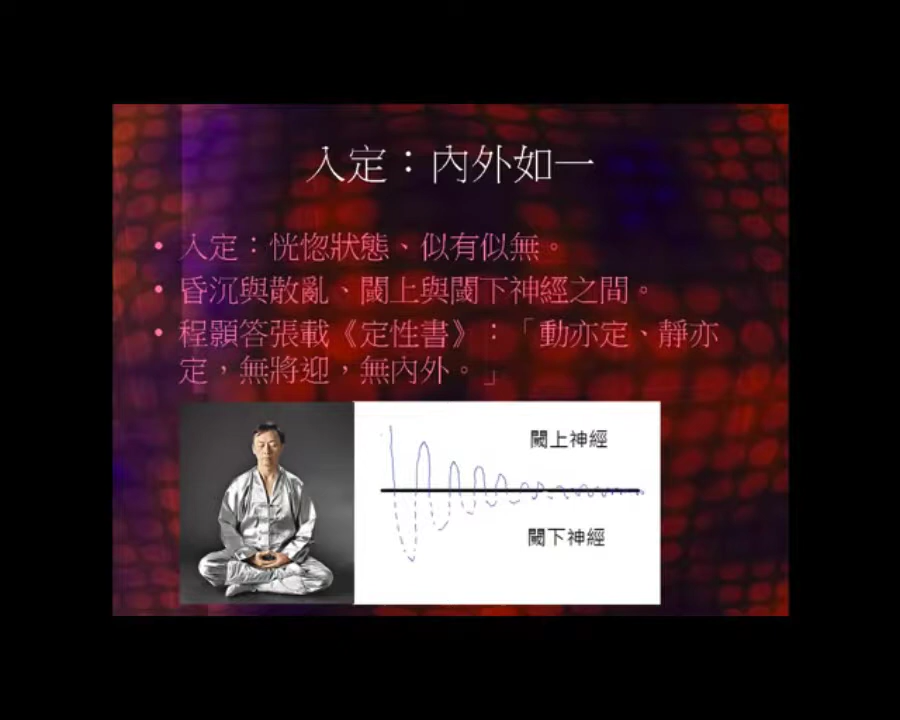 入定：內外如一
• 入定：恍惚狀態、似有似無。
• 昏沉與散亂、閾上與閾下神經之間。
• 程顥答張載《定性書》：「動亦定、靜亦
定，無將迎，無內外。」
閾上神經
閾下神經